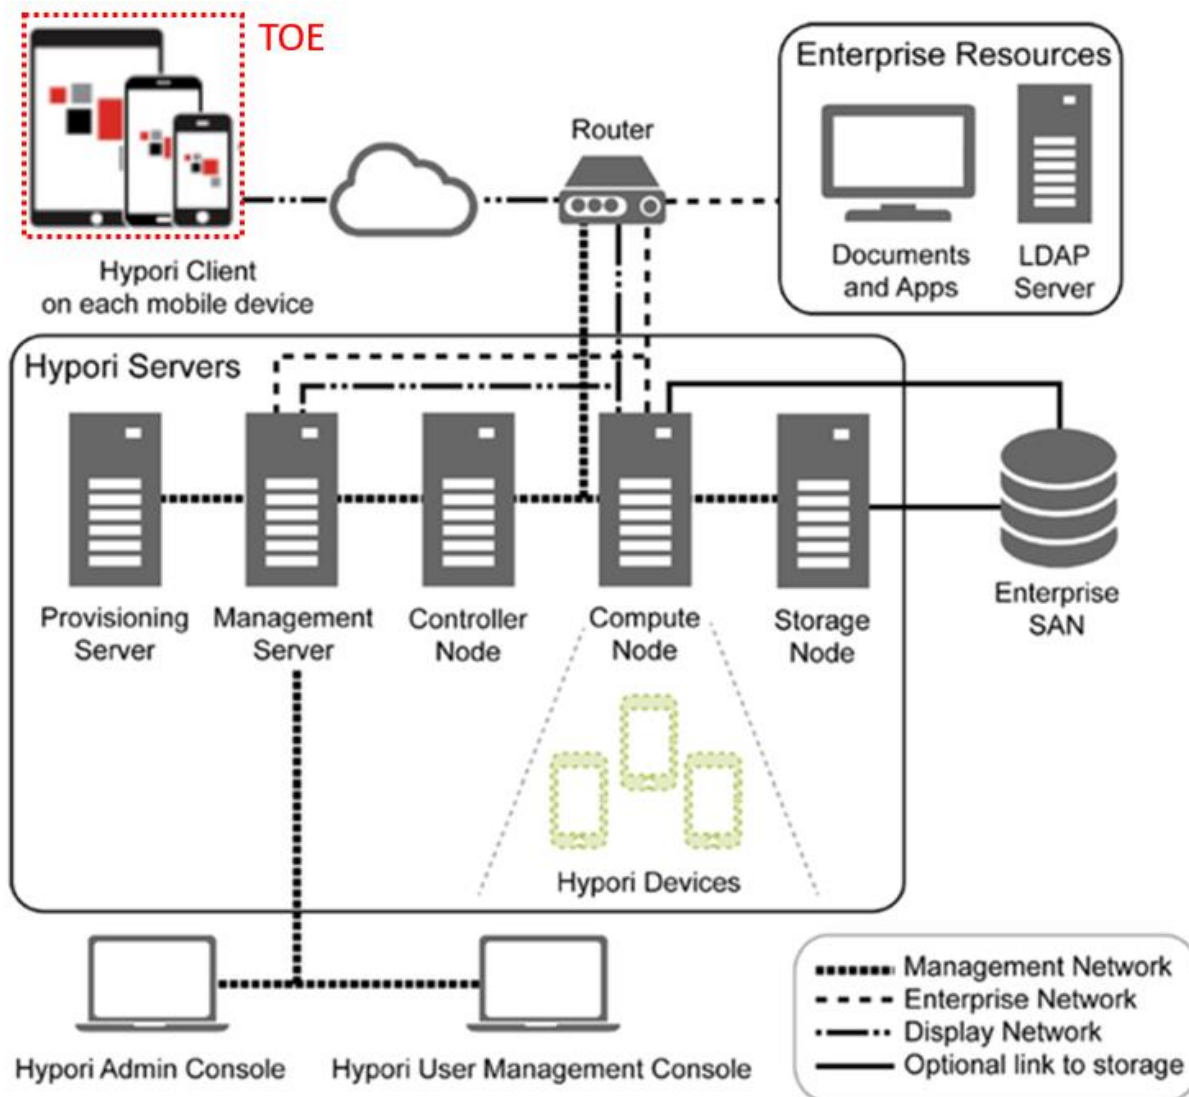 TOE
Enterprise Resources
Router
Documents
and Apps
LDAP
Server
Hypori Client
on each mobile device
Hypori Servers
Provisioning
Server
Management
Server
Controller
Node
Compute
Node
Storage
Node
Enterprise
SAN
Hypori Devices
Hypori Admin Console
Hypori User Management Console
Management Network
Enterprise Network
Display Network
Optional link to storage